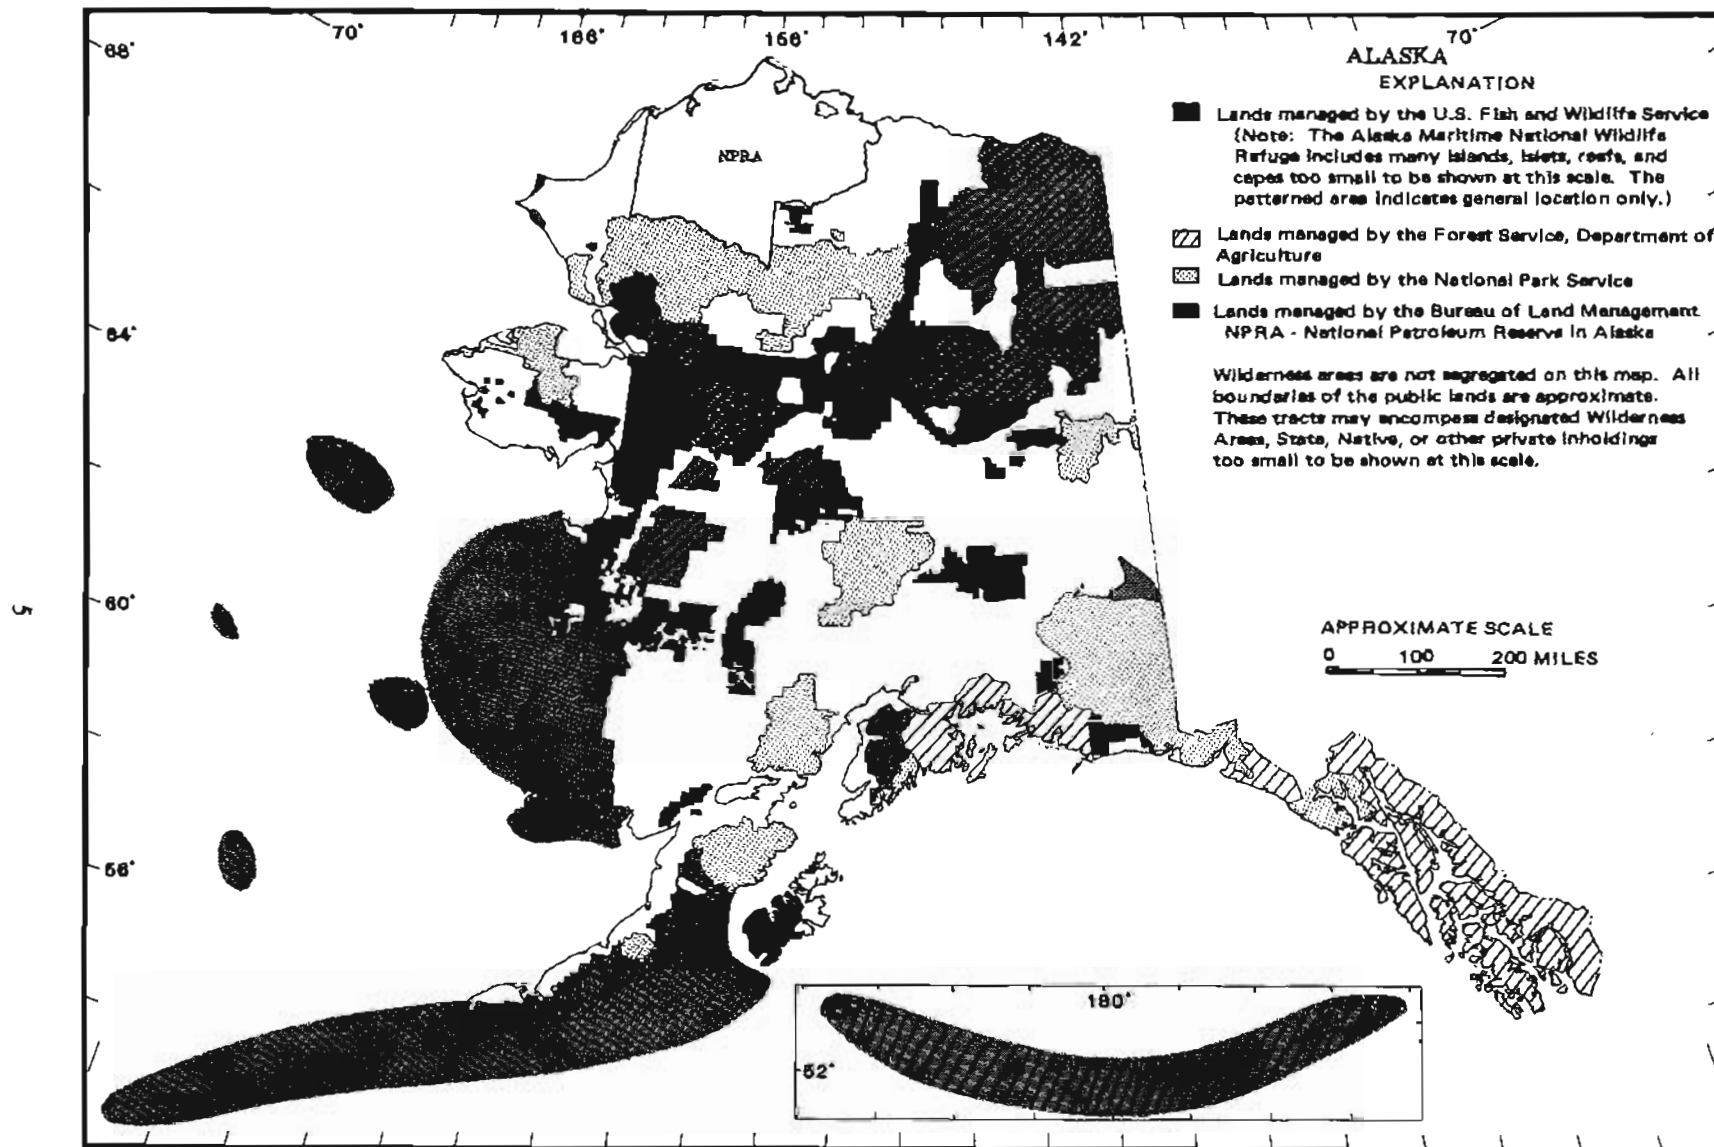 70°
166°
156°
142°
70°
68°
64°
60°
56°
ALASKA
EXPLANATION
Lands managed by the U.S. Fish and Wildlife Service
(Note: The Alaska Maritime National Wildlife
Refuge includes many islands, islets, reefs, and
capes too small to be shown at this scale. The
patterned area indicates general location only.)
Lands managed by the Forest Service, Department of
Agriculture
Lands managed by the National Park Service
Lands managed by the Bureau of Land Management
NPRA - National Petroleum Reserve in Alaska
Wilderness areas are not segregated on this map. All
boundaries of the public lands are approximate.
These tracts may encompass designated Wilderness
Areas, State, Native, or other private inholdings
too small to be shown at this scale.
NPRA
APPROXIMATE SCALE
0 100 200 MILES
180°
52°
5